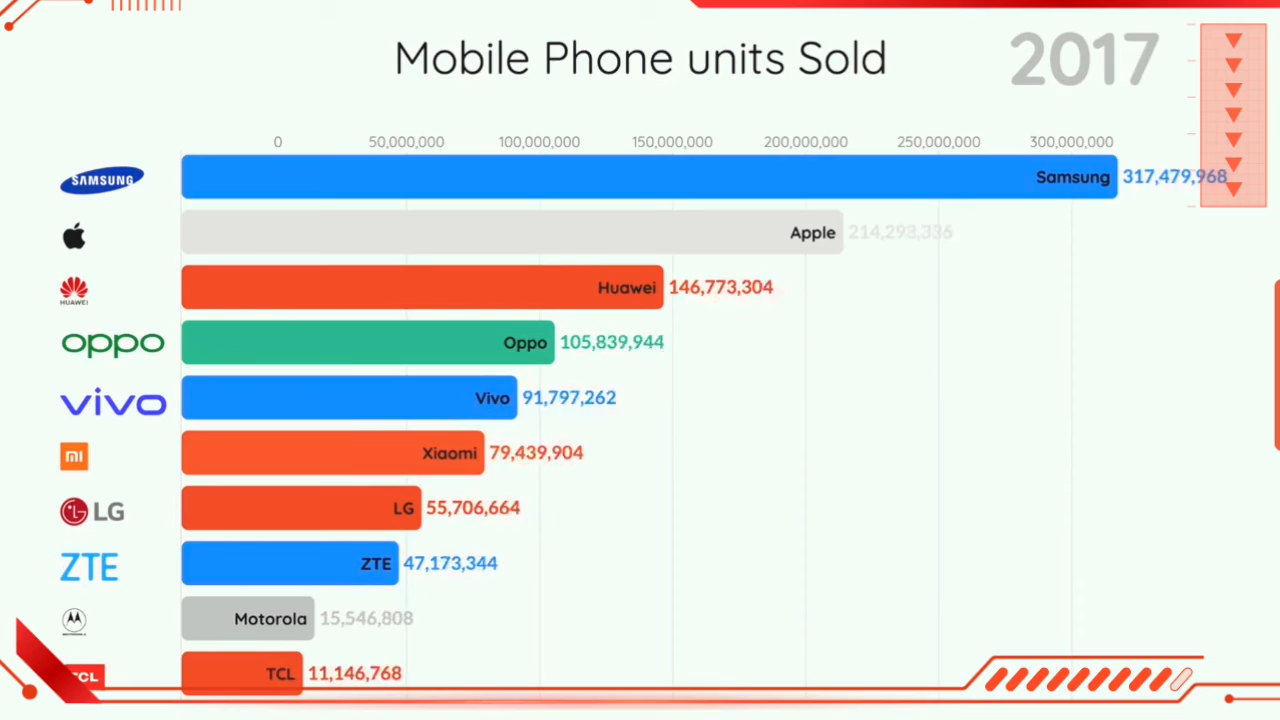 Mobile Phone units Sold
2017
0 50,000,000 100,000,000 150,000,000 200,000,000 250,000,000 300,000,000
SAMSUNG Samsung 317,479,968
Apple 214,293,336
HUAWEI Huawei 146,773,304
oppo Oppo 105,839,944
vivo Vivo 91,797,262
MI Xiaomi 79,439,904
LG LG 55,706,664
ZTE ZTE 47,173,344
MOTOROLA Motorola 15,546,808
TCL TCL 11,146,768